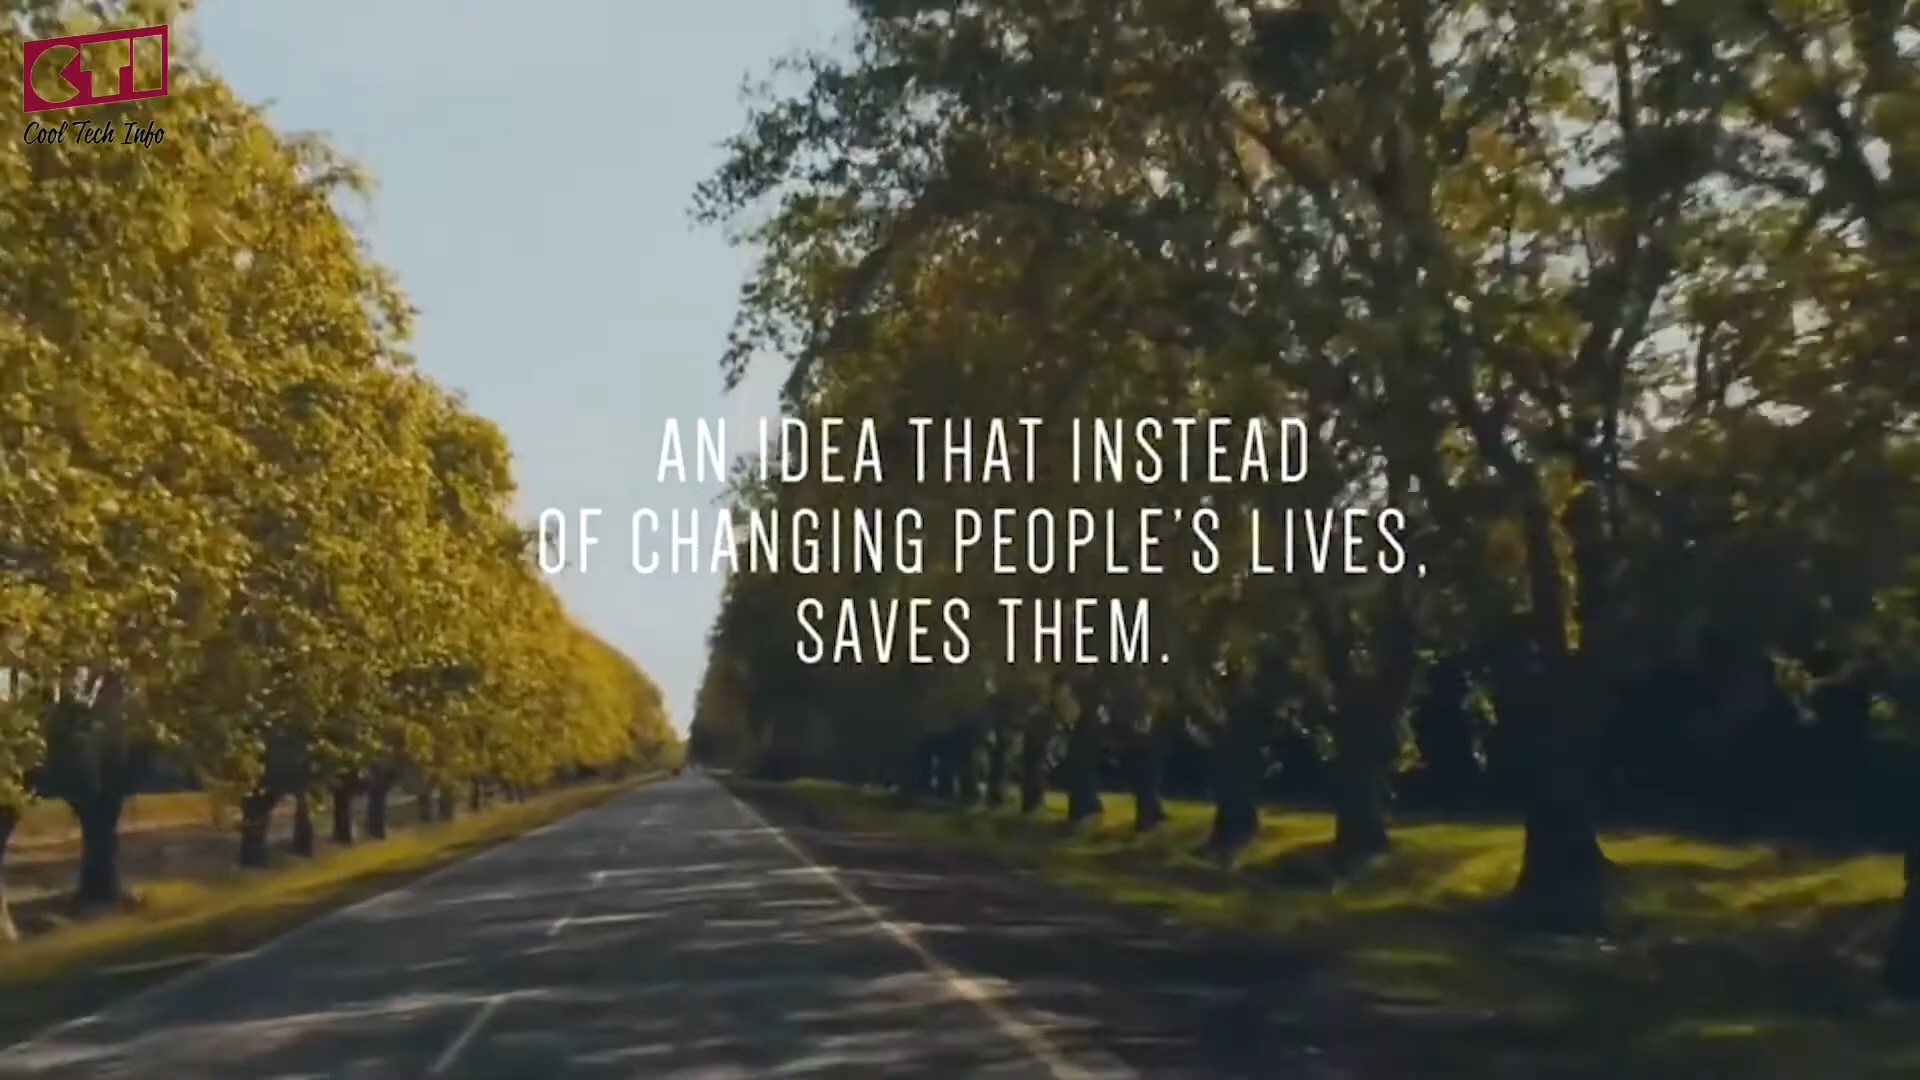 CTI
Cool Tech Info
AN IDEA THAT INSTEAD
OF CHANGING PEOPLE'S LIVES,
SAVES THEM.